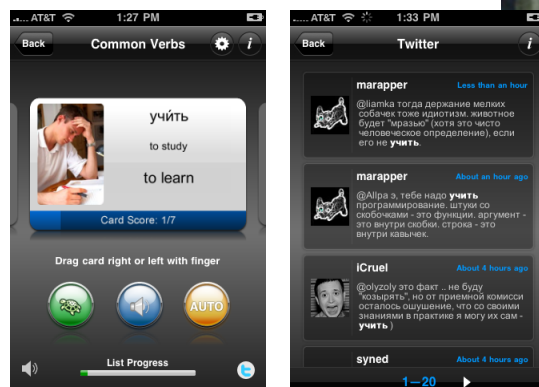 AT&T 1:27 PM
Back Common Verbs i
учи́ть
to study
to learn
Card Score: 1/7
Drag card right or left with finger
AUTO
List Progress
AT&T 1:33 PM
Back Twitter i
marapper Less than an hour
@liamka тогда держание мелких
собачек тоже идиотизм. животное
будет "мразью" (хотя это чисто
человеческое определение), если
его не учить.
marapper About an hour ago
@Allpa э, тебе надо учить
программирование. штуки со
скобочками - это функции. аргумент -
это внутри скобки. строка - это
внутри кавычек.
iCruel About 4 hours ago
@olyzoly это факт .. не буду
"козырять", но от приемной комисси
осталось ошушение, что со своими
знаниями в практике я могу их сам -
учить )
syned About 4 hours ago
1—20